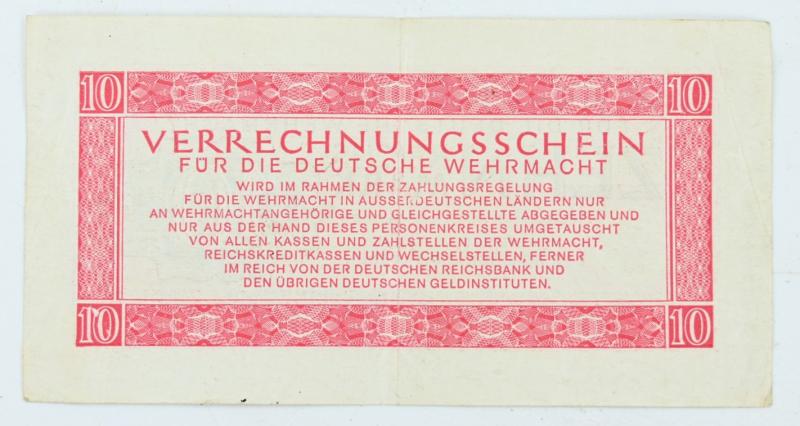 10 10
VERRECHNUNGSSCHEIN
FÜR DIE DEUTSCHE WEHRMACHT
WIRD IM RAHMEN DER ZAHLUNGSREGELUNG
FÜR DIE WEHRMACHT IN AUSSERDEUTSCHEN LÄNDERN NUR
AN WEHRMACHTANGEHÖRIGE UND GLEICHGESTELLTE ABGEGEBEN UND
NUR AUS DER HAND DIESES PERSONENKREISES UMGETAUSCHT
VON ALLEN KASSEN UND ZAHLSTELLEN DER WEHRMACHT,
REICHSKREDITKASSEN UND WECHSELSTELLEN, FERNER
IM REICH VON DER DEUTSCHEN REICHSBANK UND
DEN ÜBRIGEN DEUTSCHEN GELDINSTITUTEN.
10 10